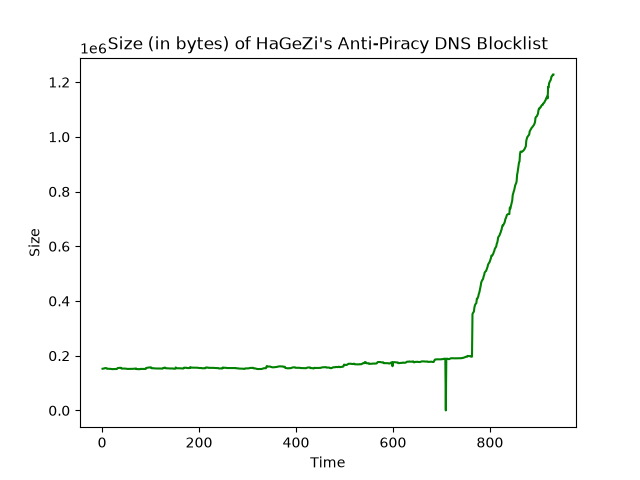 1e6
Size (in bytes) of HaGeZi's Anti-Piracy DNS Blocklist
1.2
1.0
0.8
0.6
0.4
0.2
0.0
Size
0 200 400 600 800
Time